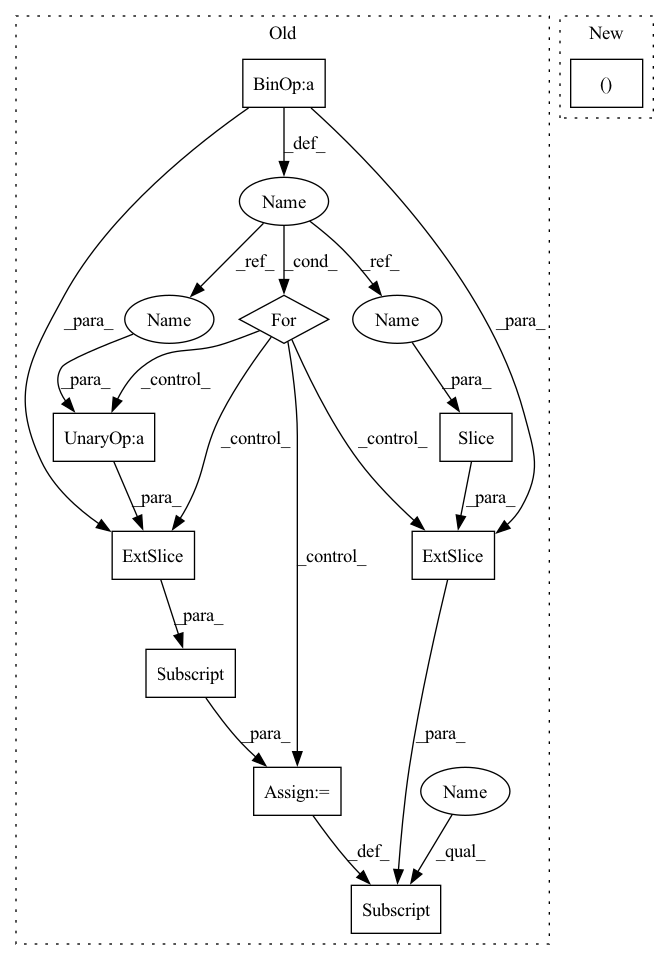 Old
New
BinOp:a
()
_def_
Name
_ref_
_cond_
_ref_
_para_
Name
For
Name
_para_
_para_
_control_
_para_
UnaryOp:a
_control_
_control_
Slice
_para_
_para_
ExtSlice
_control_
ExtSlice
_para_
Subscript
_para_
_para_
Assign:=
Name
_def_
_qual_
Subscript